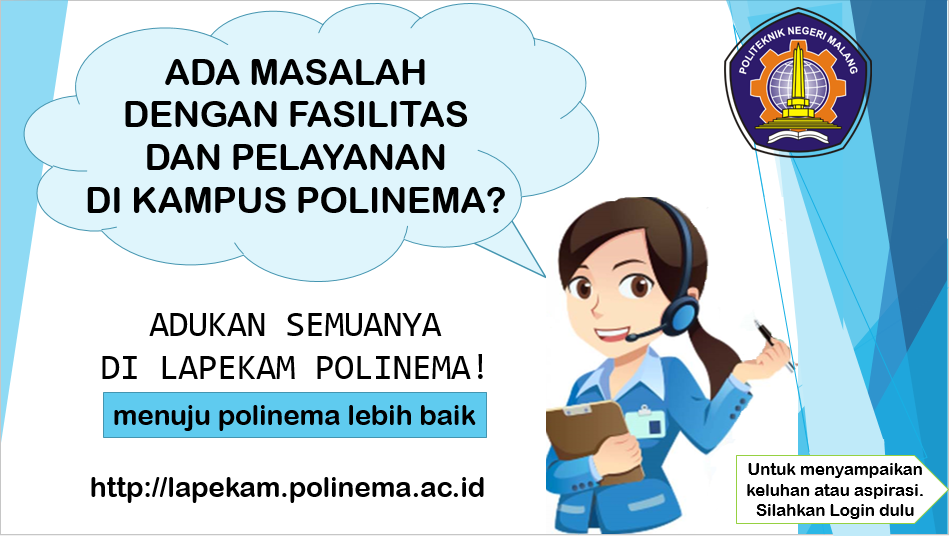 ADA MASALAH
DENGAN FASILITAS
DAN PELAYANAN
DI KAMPUS POLINEMA?
POLITEKNIK NEGERI MALANG
ADUKAN SEMUANYA
DI LAPEKAM POLINEMA!
menuju polinema lebih baik
http://lapekam.polinema.ac.id
Untuk menyampaikan
keluhan atau aspirasi.
Silahkan Login dulu